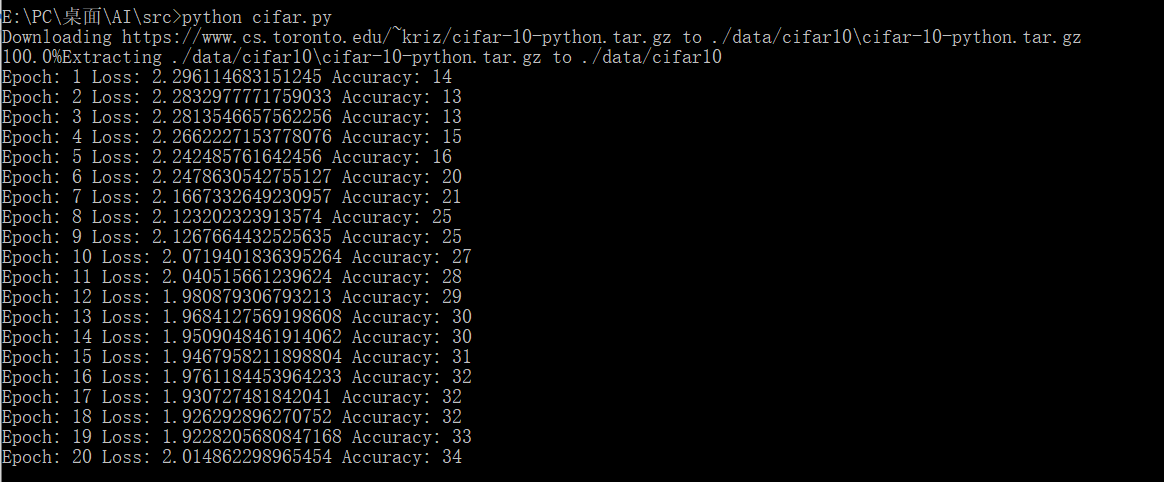 E:\PC\桌面\AI\src>python cifar.py
Downloading https://www.cs.toronto.edu/~kriz/cifar-10-python.tar.gz to ./data/cifar10\cifar-10-python.tar.gz
100.0%Extracting ./data/cifar10\cifar-10-python.tar.gz to ./data/cifar10
Epoch: 1 Loss: 2.296114683151245 Accuracy: 14
Epoch: 2 Loss: 2.2832977771759033 Accuracy: 13
Epoch: 3 Loss: 2.2813546657562256 Accuracy: 13
Epoch: 4 Loss: 2.2662227153778076 Accuracy: 15
Epoch: 5 Loss: 2.242485761642456 Accuracy: 16
Epoch: 6 Loss: 2.2478630542755127 Accuracy: 20
Epoch: 7 Loss: 2.1667332649230957 Accuracy: 21
Epoch: 8 Loss: 2.123202323913574 Accuracy: 25
Epoch: 9 Loss: 2.1267664432525635 Accuracy: 25
Epoch: 10 Loss: 2.0719401836395264 Accuracy: 27
Epoch: 11 Loss: 2.040515661239624 Accuracy: 28
Epoch: 12 Loss: 1.980879306793213 Accuracy: 29
Epoch: 13 Loss: 1.9684127569198608 Accuracy: 30
Epoch: 14 Loss: 1.9509048461914062 Accuracy: 30
Epoch: 15 Loss: 1.9467958211898804 Accuracy: 31
Epoch: 16 Loss: 1.9761184453964233 Accuracy: 32
Epoch: 17 Loss: 1.930727481842041 Accuracy: 32
Epoch: 18 Loss: 1.926292896270752 Accuracy: 32
Epoch: 19 Loss: 1.9228205680847168 Accuracy: 33
Epoch: 20 Loss: 2.014862298965454 Accuracy: 34